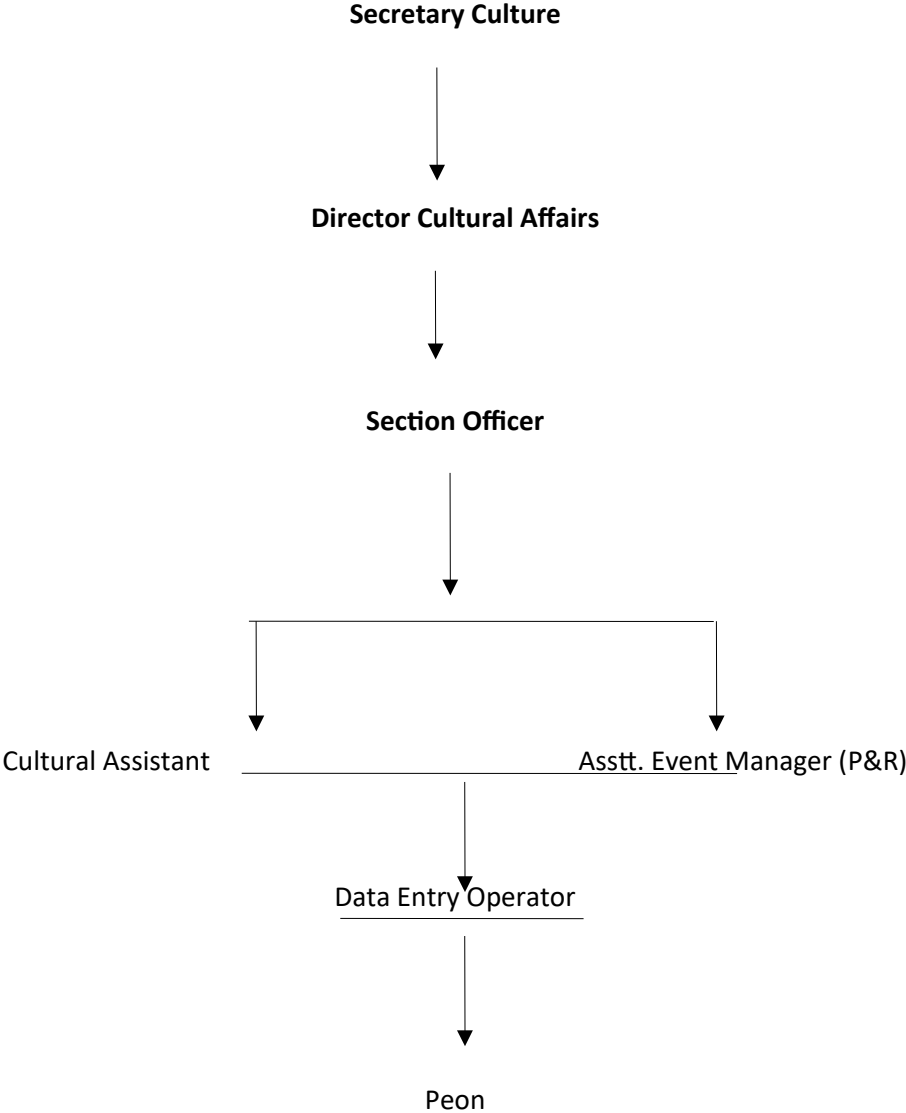 Secretary Culture
Director Cultural Affairs
Section Officer
Cultural Assistant
Asstt. Event Manager (P&R)
Data Entry Operator
Peon